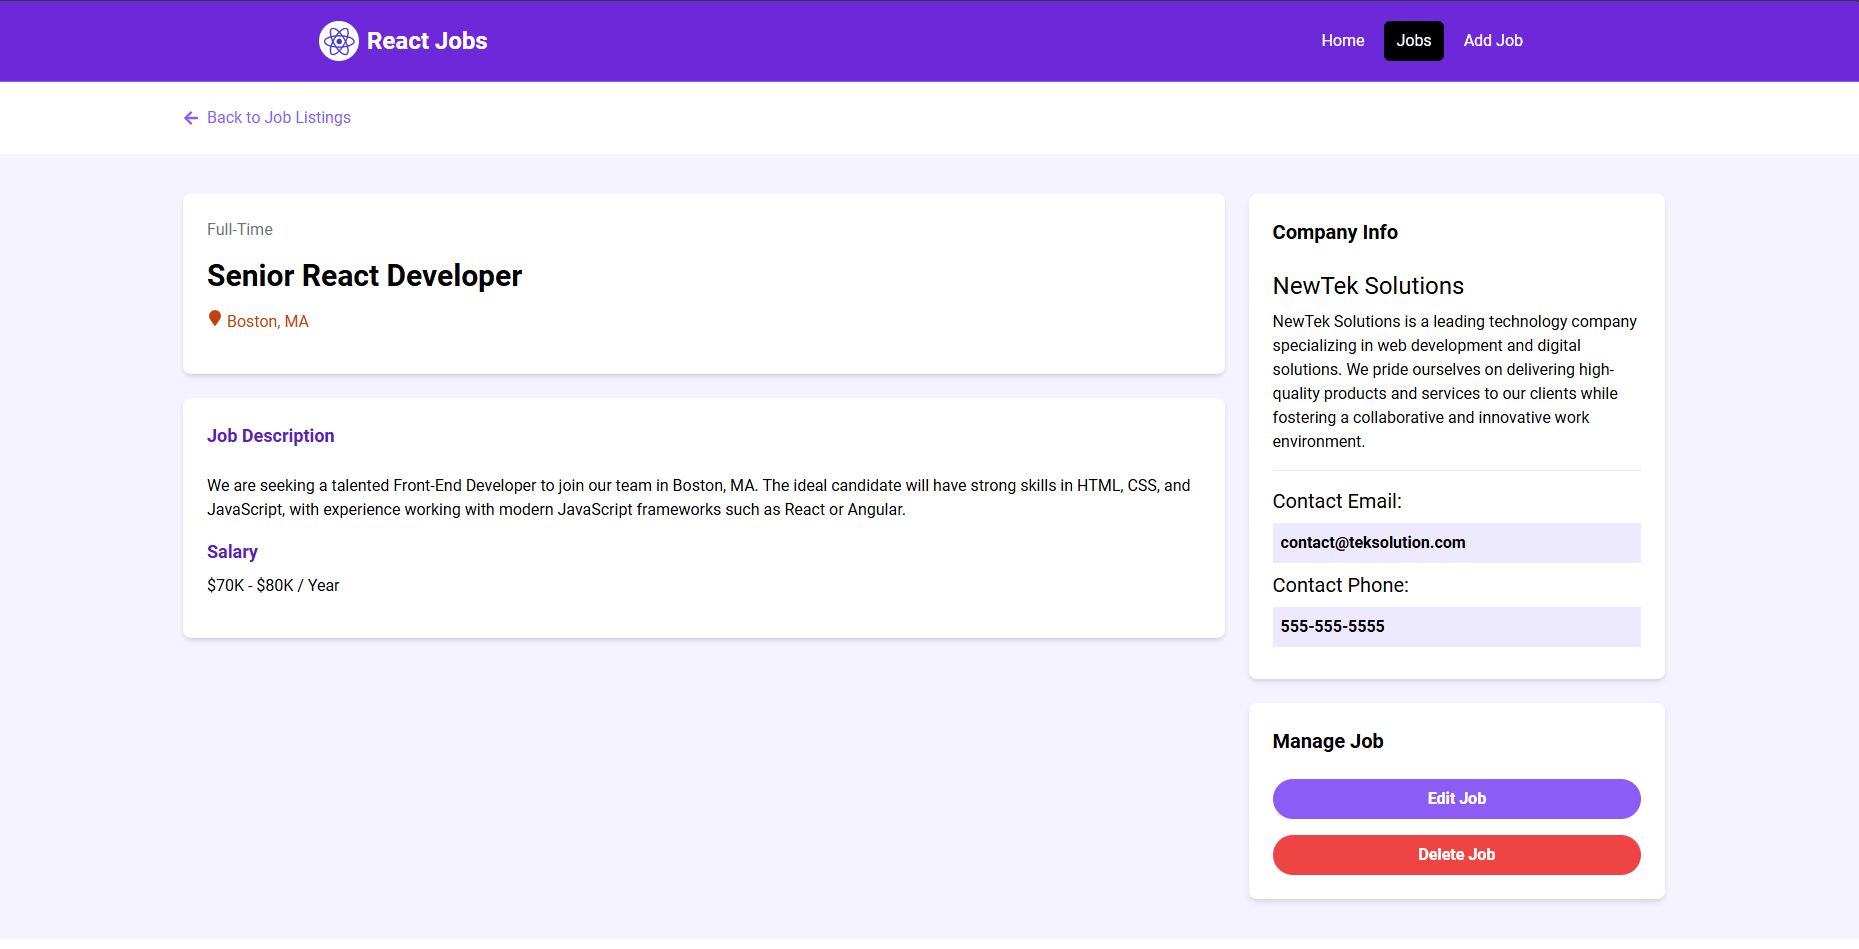 React Jobs
Home
Jobs
Add Job
Back to Job Listings
Full-Time
Senior React Developer
Boston, MA
Job Description
We are seeking a talented Front-End Developer to join our team in Boston, MA. The ideal candidate will have strong skills in HTML, CSS, and
JavaScript, with experience working with modern JavaScript frameworks such as React or Angular.
Salary
$70K - $80K / Year
Company Info
NewTek Solutions
NewTek Solutions is a leading technology company
specializing in web development and digital
solutions. We pride ourselves on delivering high-
quality products and services to our clients while
fostering a collaborative and innovative work
environment.
Contact Email:
contact@teksolution.com
Contact Phone:
555-555-5555
Manage Job
Edit Job
Delete Job